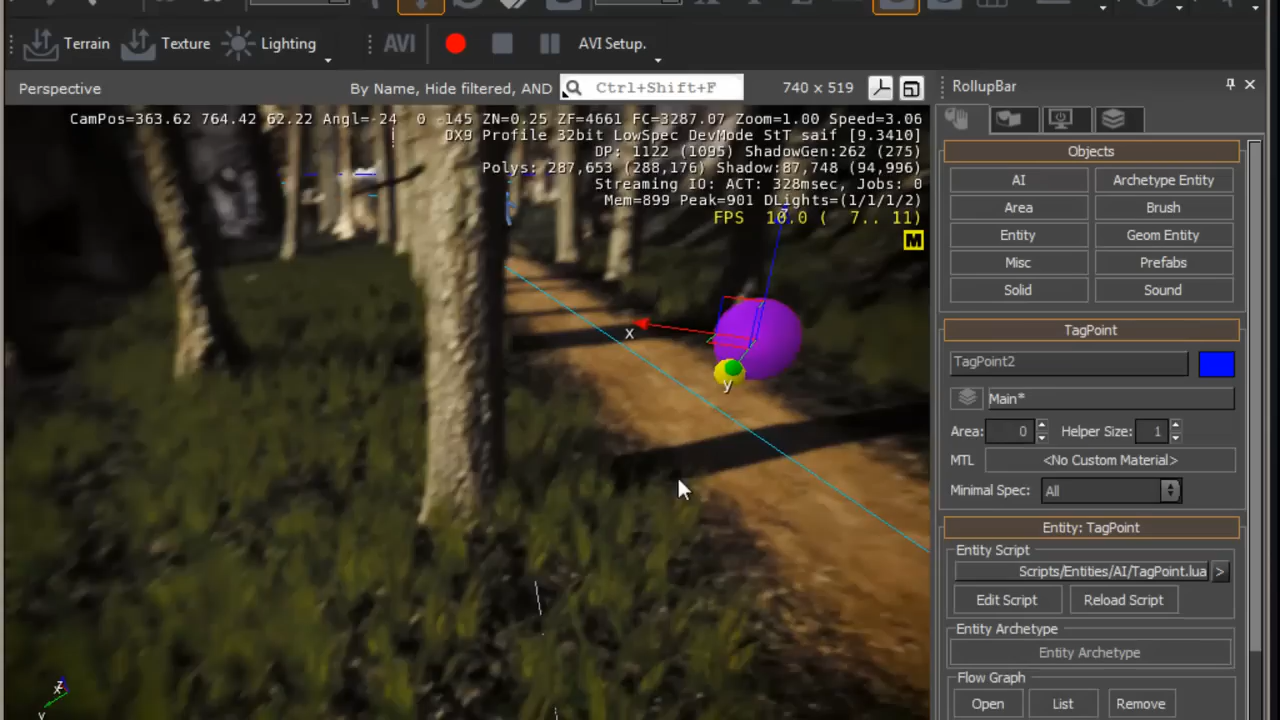 Terrain Texture Lighting AVI AVI Setup.
Perspective By Name, Hide filtered, AND Ctrl+Shift+F 740 x 519
CamPos=363.62 764.42 62.22 Angl=-24 0 -145 ZN=0.25 ZF=4661 FC=3287.07 Zoom=1.00 Speed=3.06
DX9 Profile 32bit LowSpec DevMode StT saif [9.3410]
DP: 1122 (1095) ShadowGen:262 (275)
Polys: 287,653 (288,176) Shadow:87,748 (94,996)
Streaming IO: ACT: 328msec, Jobs: 0
Mem=899 Peak=901 DLights=(1/1/1/2)
FPS 10.0 ( 7.. 11)
M
x
y
z
x
y
RollupBar
Objects
AI Archetype Entity
Area Brush
Entity Geom Entity
Misc Prefabs
Solid Sound
TagPoint
TagPoint2
Main*
Area: 0 Helper Size: 1
MTL <No Custom Material>
Minimal Spec: All
Entity: TagPoint
Entity Script
Scripts/Entities/AI/TagPoint.lua >
Edit Script Reload Script
Entity Archetype
Entity Archetype
Flow Graph
Open List Remove